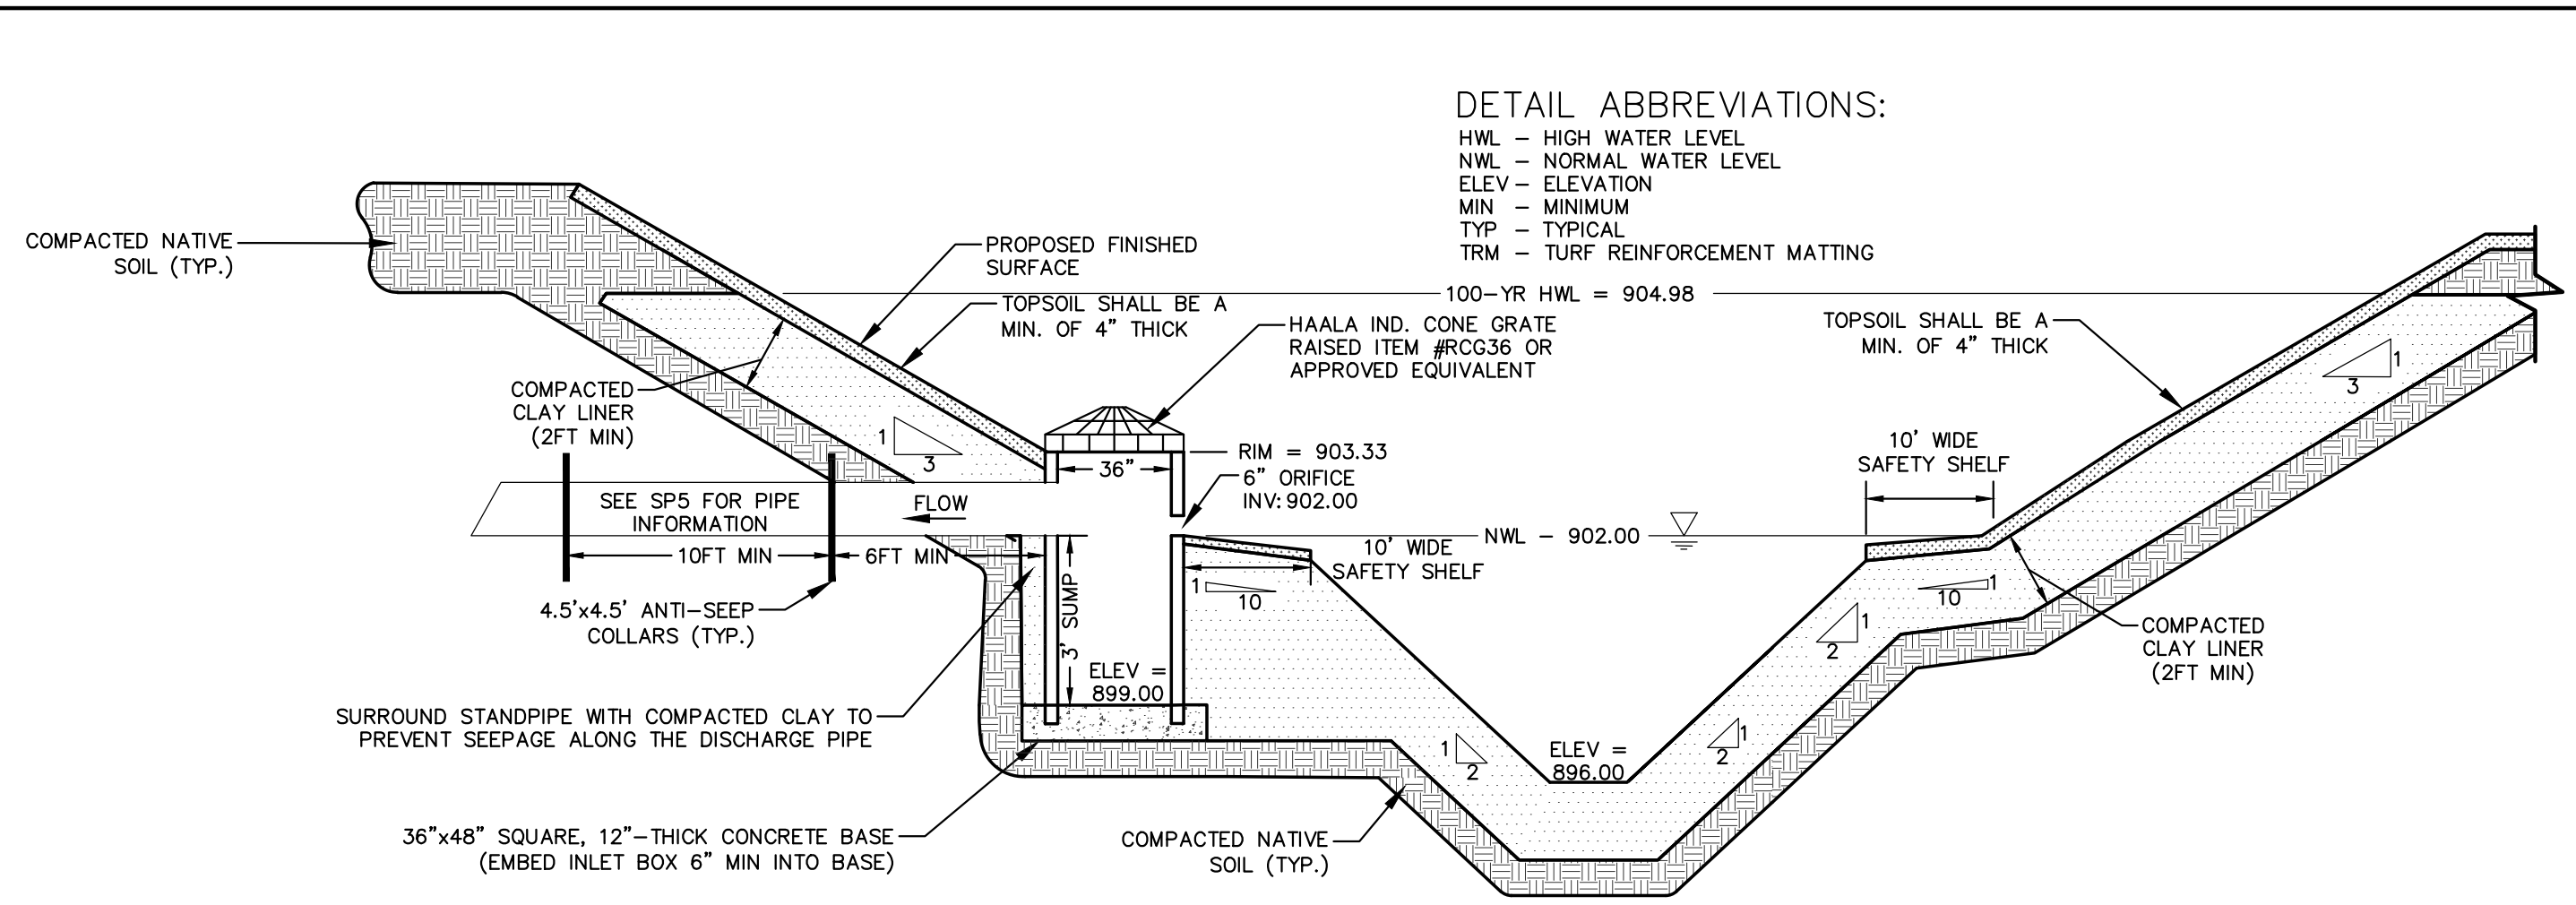 DETAIL ABBREVIATIONS:
HWL – HIGH WATER LEVEL
NWL – NORMAL WATER LEVEL
ELEV – ELEVATION
MIN – MINIMUM
TYP – TYPICAL
TRM – TURF REINFORCEMENT MATTING
COMPACTED NATIVE
SOIL (TYP.)
PROPOSED FINISHED
SURFACE
TOPSOIL SHALL BE A
MIN. OF 4" THICK
100–YR HWL = 904.98
HAALA IND. CONE GRATE
RAISED ITEM #RCG36 OR
APPROVED EQUIVALENT
TOPSOIL SHALL BE A
MIN. OF 4" THICK
1
3
COMPACTED
CLAY LINER
(2FT MIN)
1
3
36"
RIM = 903.33
6" ORIFICE
INV: 902.00
10' WIDE
SAFETY SHELF
SEE SP5 FOR PIPE
INFORMATION
FLOW
NWL – 902.00
10FT MIN
6FT MIN
10' WIDE
SAFETY SHELF
1
10
1
10
4.5'x4.5' ANTI–SEEP
COLLARS (TYP.)
3' SUMP
1
2
COMPACTED
CLAY LINER
(2FT MIN)
ELEV =
899.00
SURROUND STANDPIPE WITH COMPACTED CLAY TO
PREVENT SEEPAGE ALONG THE DISCHARGE PIPE
1
2
ELEV =
896.00
1
2
36"x48" SQUARE, 12"–THICK CONCRETE BASE
(EMBED INLET BOX 6" MIN INTO BASE)
COMPACTED NATIVE
SOIL (TYP.)